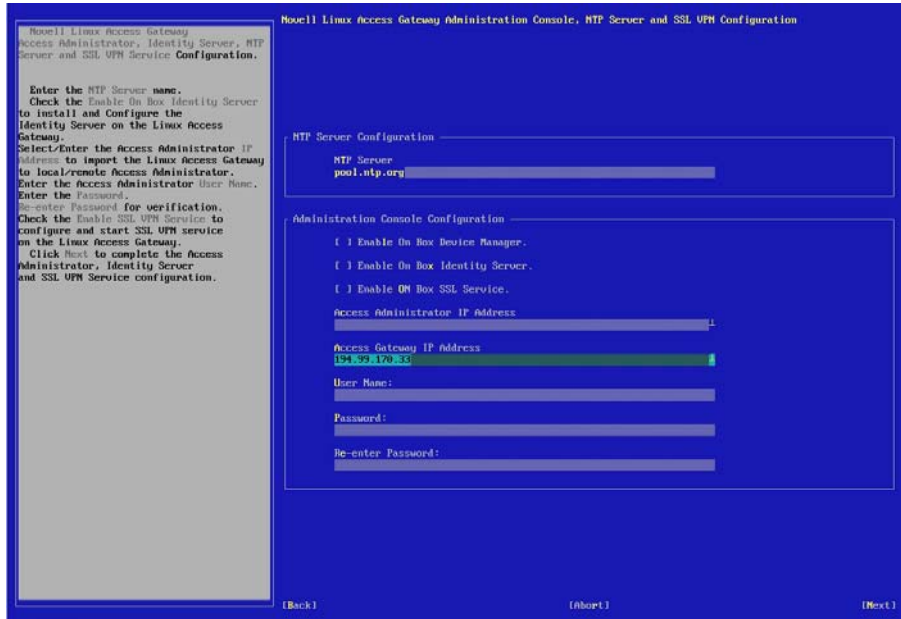 Novell Linux Access Gateway
Access Administrator, Identity Server, NTP
Server and SSL VPN Service Configuration.
Enter the NTP Server name.
Check the Enable On Box Identity Server
to install and Configure the
Identity Server on the Linux Access
Gateway.
Select/Enter the Access Administrator IP
Address to import the Linux Access Gateway
to local/remote Access Administrator.
Enter the Access Administrator User Name.
Enter the Password.
Re-enter Password for verification.
Check the Enable SSL VPN Service to
configure and start SSL VPN service
on the Linux Access Gateway.
Click Next to complete the Access
Administrator, Identity Server
and SSL VPN Service configuration.
Novell Linux Access Gateway Administration Console, NTP Server and SSL VPN Configuration
NTP Server Configuration
NTP Server
pool.ntp.org
Administration Console Configuration
[ ] Enable On Box Device Manager.
[ ] Enable On Box Identity Server.
[ ] Enable ON Box SSL Service.
Access Administrator IP Address
Access Gateway IP Address
194.99.170.33
User Name:
Password:
Re-enter Password:
[Back] [Abort] [Next]